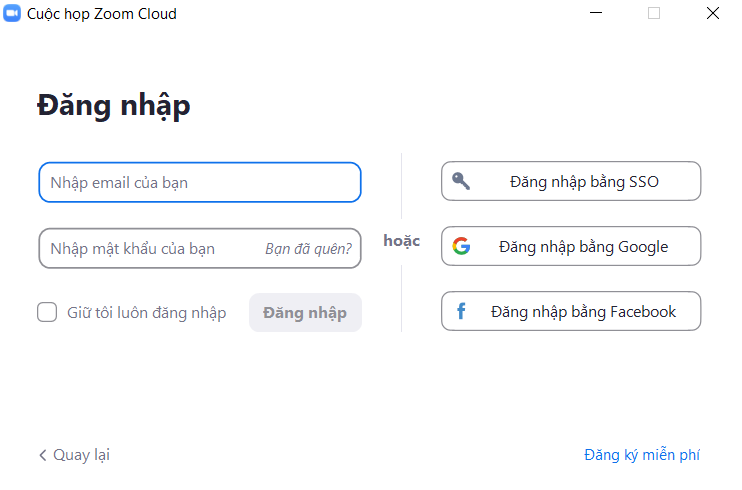 Cuộc họp Zoom Cloud
Đăng nhập
Nhập email của bạn
Nhập mật khẩu của bạn Bạn đã quên?
Giữ tôi luôn đăng nhập Đăng nhập
hoặc
Đăng nhập bằng SSO
Đăng nhập bằng Google
Đăng nhập bằng Facebook
Quay lại
Đăng ký miễn phí